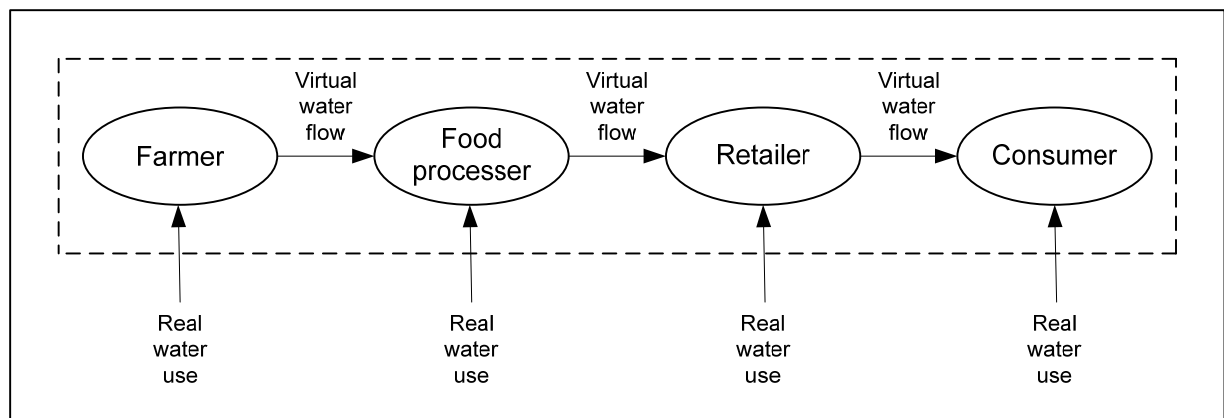 Virtual
water
flow
Virtual
water
flow
Virtual
water
flow
Farmer
Food
processer
Retailer
Consumer
Real
water
use
Real
water
use
Real
water
use
Real
water
use